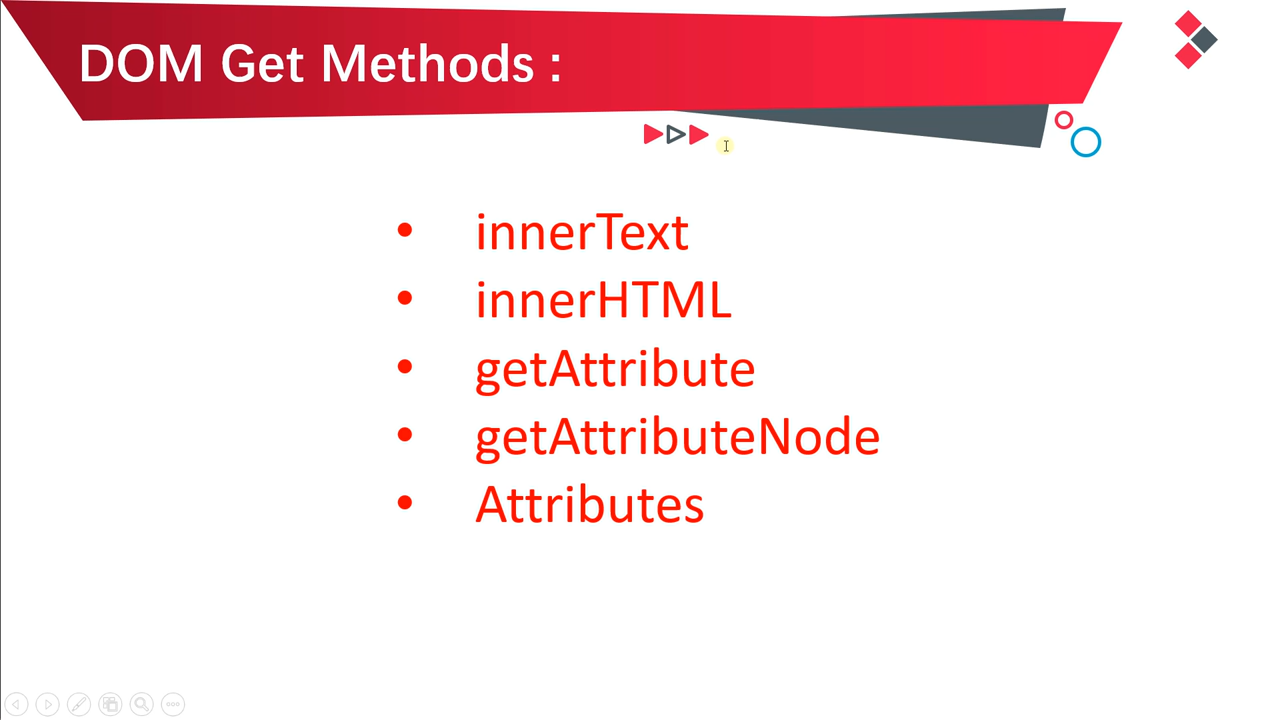 DOM Get Methods :
• innerText
• innerHTML
• getAttribute
• getAttributeNode
• Attributes